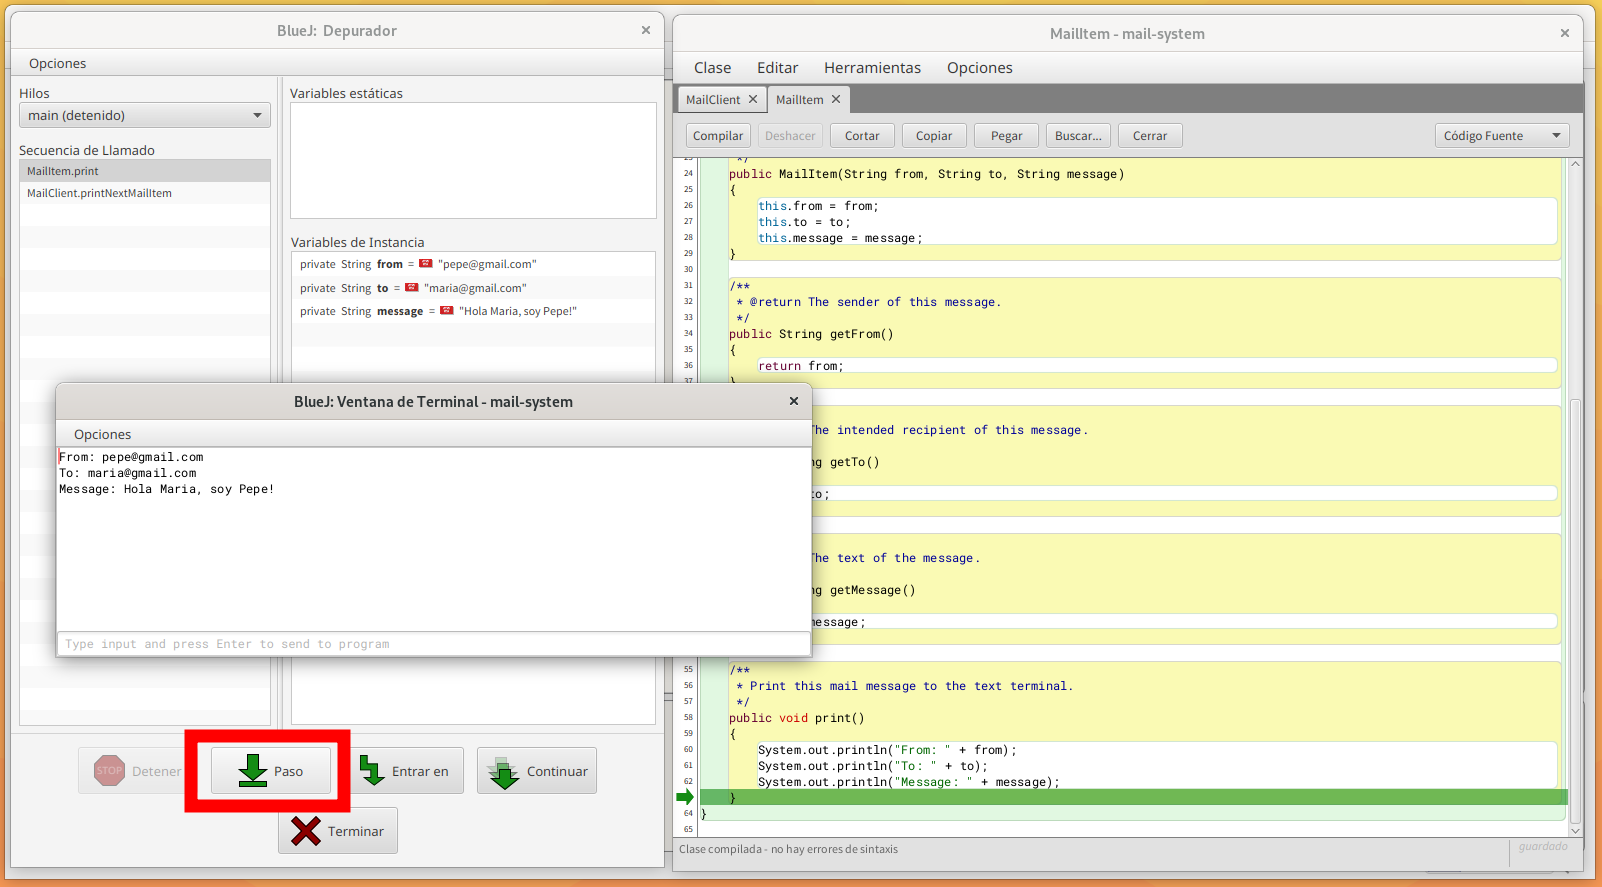 BlueJ: Depurador
Opciones
Hilos
main (detenido)
Secuencia de Llamado
MailItem.print
MailClient.printNextMailItem
Variables estáticas
Variables de Instancia
private String from = "pepe@gmail.com"
private String to = "maria@gmail.com"
private String message = "Hola Maria, soy Pepe!"
STOP Detener
Paso
Entrar en
Continuar
Terminar
BlueJ: Ventana de Terminal - mail-system
Opciones
From: pepe@gmail.com
To: maria@gmail.com
Message: Hola Maria, soy Pepe!
Type input and press Enter to send to program
MailItem - mail-system
Clase Editar Herramientas Opciones
MailClient MailItem
Compilar Deshacer Cortar Copiar Pegar Buscar... Cerrar Código Fuente
*/
24 public MailItem(String from, String to, String message)
25 {
26 this.from = from;
27 this.to = to;
28 this.message = message;
29 }
30
31 /**
32 * @return The sender of this message.
33 */
34 public String getFrom()
35 {
36 return from;
37 }
The intended recipient of this message.
ng getTo()
to;
The text of the message.
ng getMessage()
message;
55 /**
56 * Print this mail message to the text terminal.
57 */
58 public void print()
59 {
60 System.out.println("From: " + from);
61 System.out.println("To: " + to);
62 System.out.println("Message: " + message);
}
64 }
65
Clase compilada - no hay errores de sintaxis
guardado